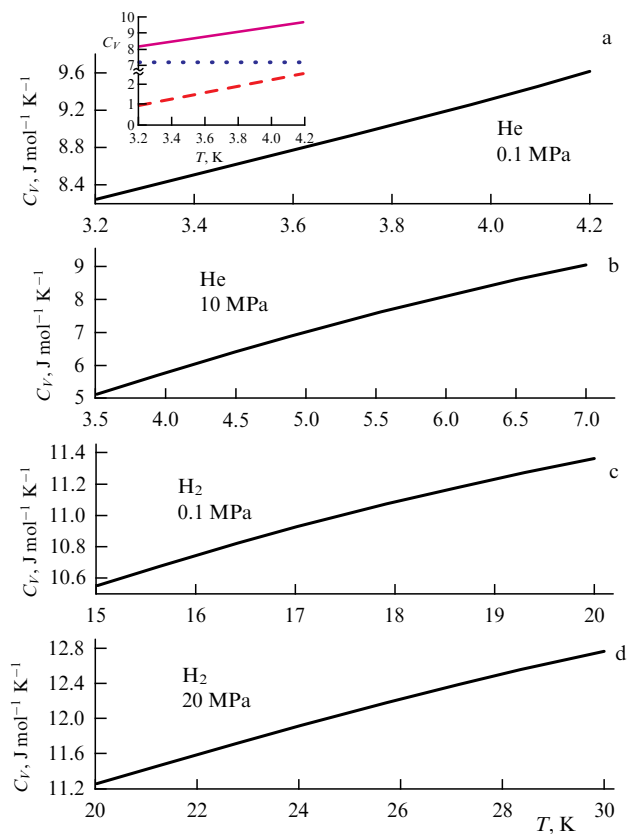 10
9
C_V
8
7
2
1
0
3.2 3.4 3.6 3.8 4.0 4.2
T, K
a
9.6
9.2
8.8
8.4
C_V, J mol⁻¹ K⁻¹
He
0.1 MPa
3.2 3.4 3.6 3.8 4.0 4.2
b
9
8
7
6
5
C_V, J mol⁻¹ K⁻¹
He
10 MPa
3.5 4.0 4.5 5.0 5.5 6.0 6.5 7.0
c
11.4
11.2
11.0
10.8
10.6
C_V, J mol⁻¹ K⁻¹
H₂
0.1 MPa
15 16 17 18 19 20
d
12.8
12.4
12.0
11.6
11.2
C_V, J mol⁻¹ K⁻¹
H₂
20 MPa
20 22 24 26 28 30
T, K